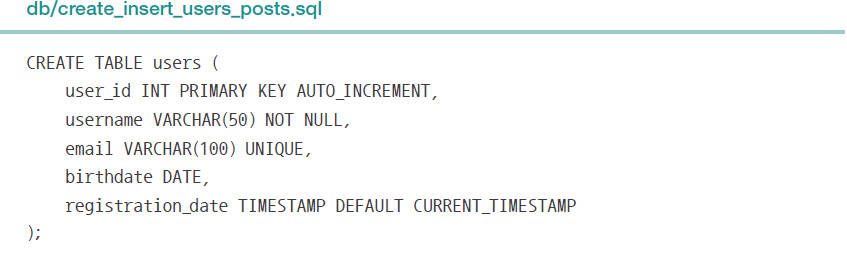 db/create_insert_users_posts.sql
CREATE TABLE users (
    user_id INT PRIMARY KEY AUTO_INCREMENT,
    username VARCHAR(50) NOT NULL,
    email VARCHAR(100) UNIQUE,
    birthdate DATE,
    registration_date TIMESTAMP DEFAULT CURRENT_TIMESTAMP
);